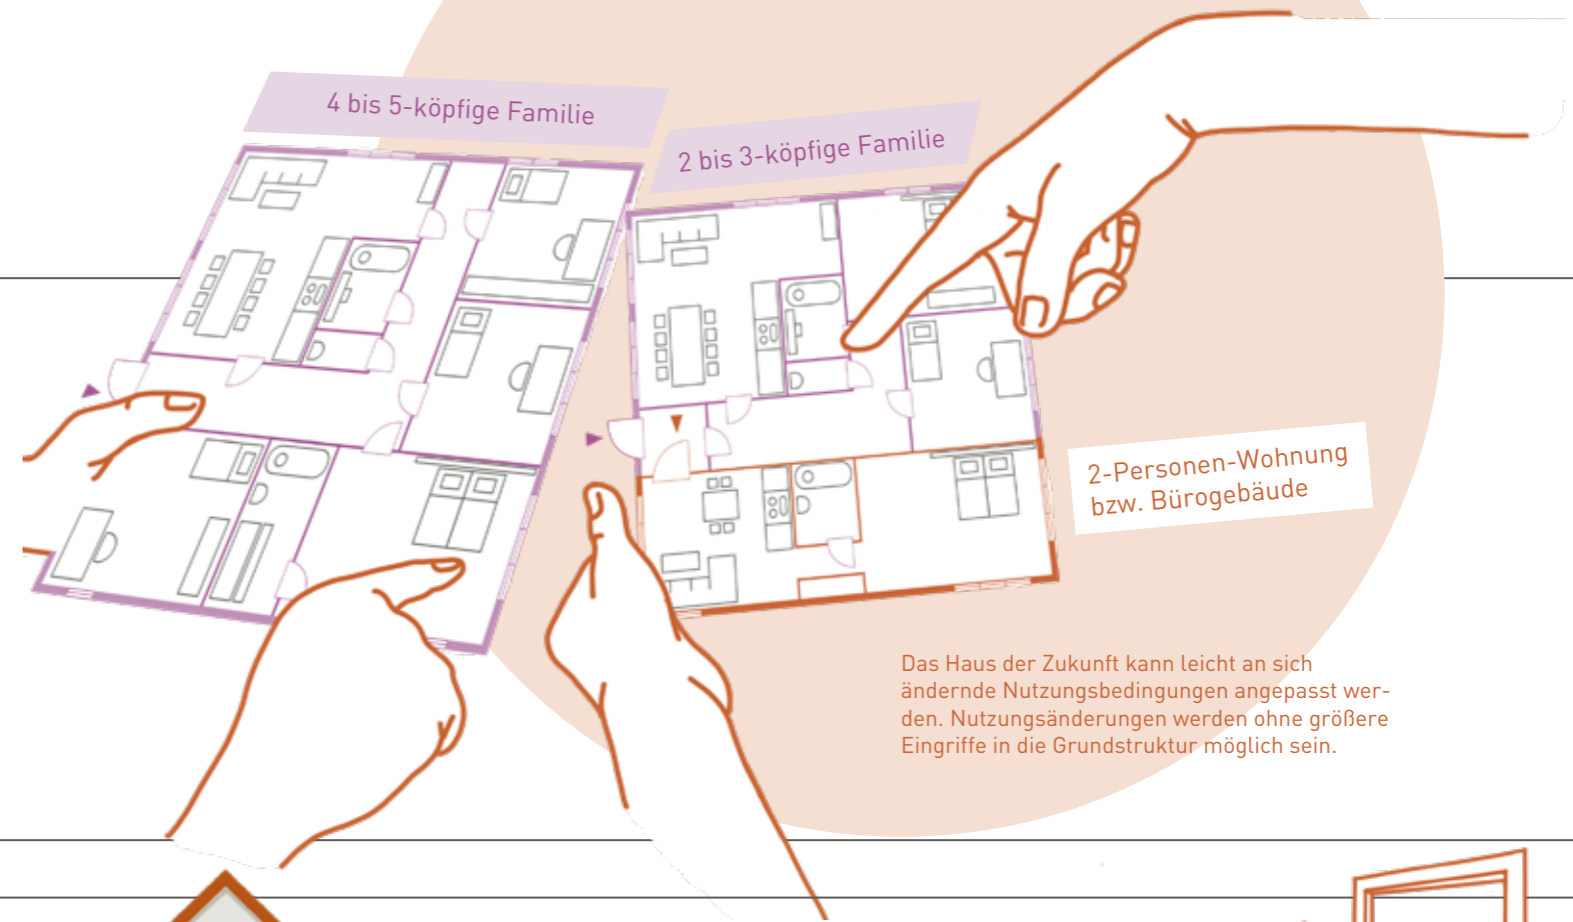 4 bis 5-köpfige Familie
2 bis 3-köpfige Familie
2-Personen-Wohnung
bzw. Bürogebäude
Das Haus der Zukunft kann leicht an sich
ändernde Nutzungsbedingungen angepasst wer-
den. Nutzungsänderungen werden ohne größere
Eingriffe in die Grundstruktur möglich sein.